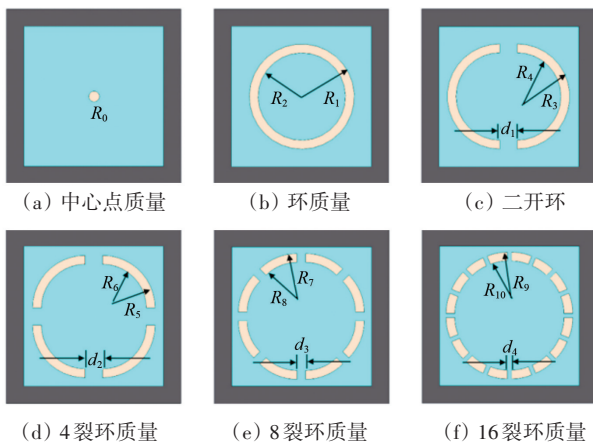 R0
(a) 中心点质量
R2
R1
(b) 环质量
R4
R3
d1
(c) 二开环
R6
R5
d2
(d) 4裂环质量
R7
R8
d3
(e) 8裂环质量
R9
R10
d4
(f) 16裂环质量